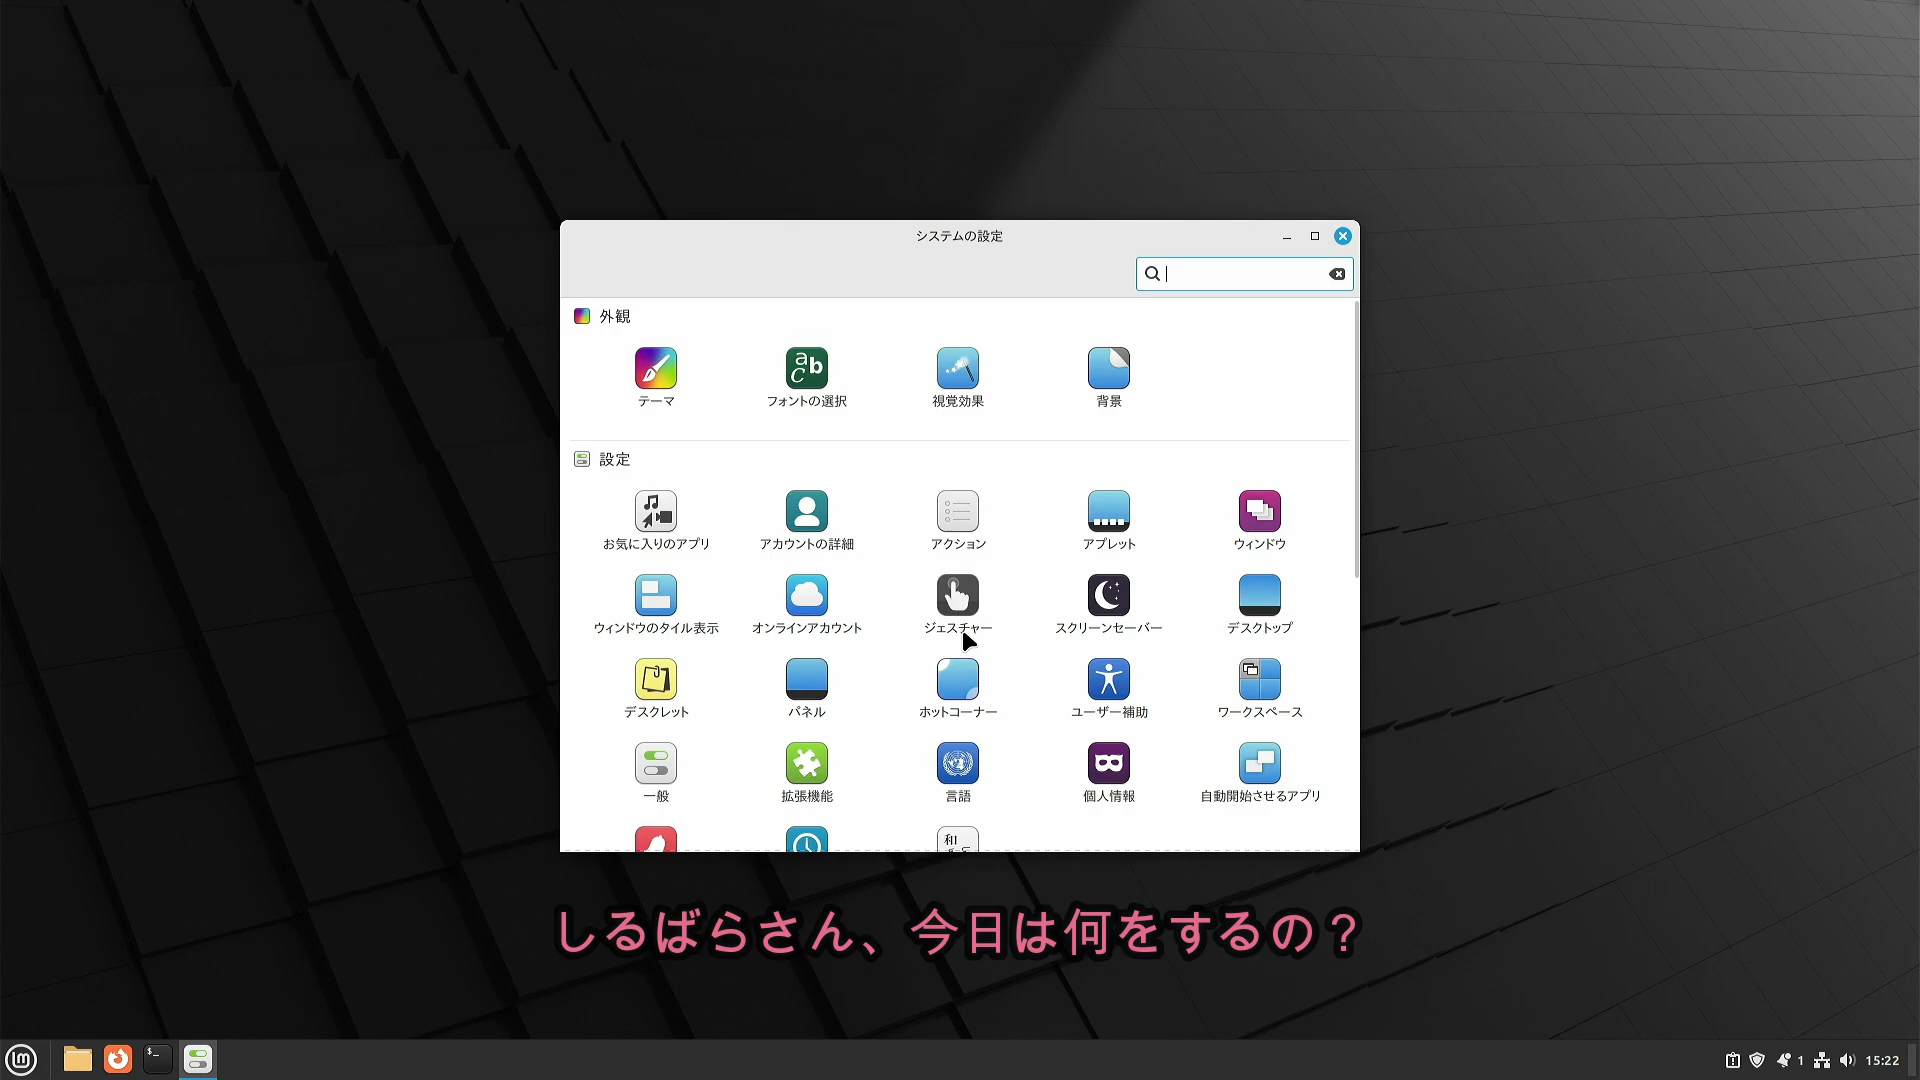 システムの設定
外観
テーマ
フォントの選択
視覚効果
背景
設定
お気に入りのアプリ
アカウントの詳細
アクション
アプレット
ウィンドウ
ウィンドウのタイル表示
オンラインアカウント
ジェスチャー
スクリーンセーバー
デスクトップ
デスクレット
パネル
ホットコーナー
ユーザー補助
ワークスペース
一般
拡張機能
言語
個人情報
自動開始させるアプリ
しるばらさん、今日は何をするの？
1
15:22